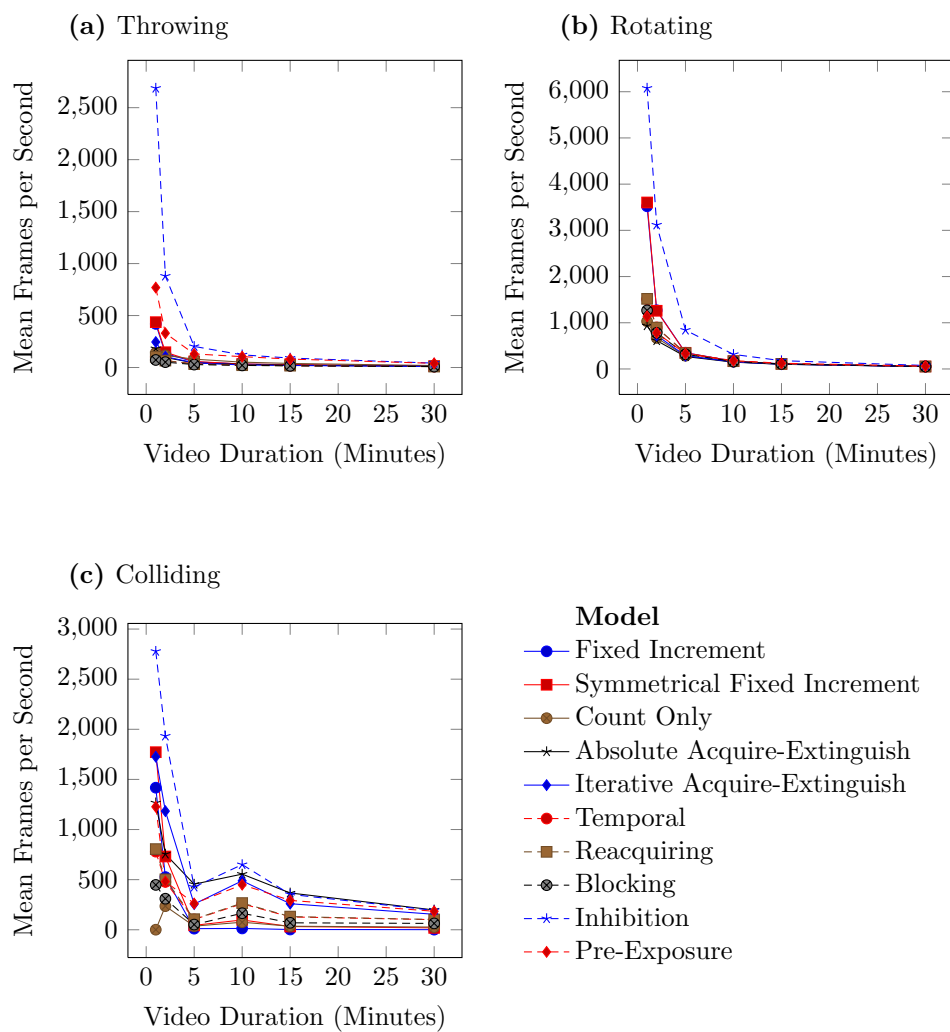 (a) Throwing
2,500
2,000
1,500
1,000
500
0
0 5 10 15 20 25 30
Video Duration (Minutes)
Mean Frames per Second
(b) Rotating
6,000
5,000
4,000
3,000
2,000
1,000
0
0 5 10 15 20 25 30
Video Duration (Minutes)
Mean Frames per Second
(c) Colliding
3,000
2,500
2,000
1,500
1,000
500
0
0 5 10 15 20 25 30
Video Duration (Minutes)
Mean Frames per Second
Model
Fixed Increment
Symmetrical Fixed Increment
Count Only
Absolute Acquire-Extinguish
Iterative Acquire-Extinguish
Temporal
Reacquiring
Blocking
Inhibition
Pre-Exposure